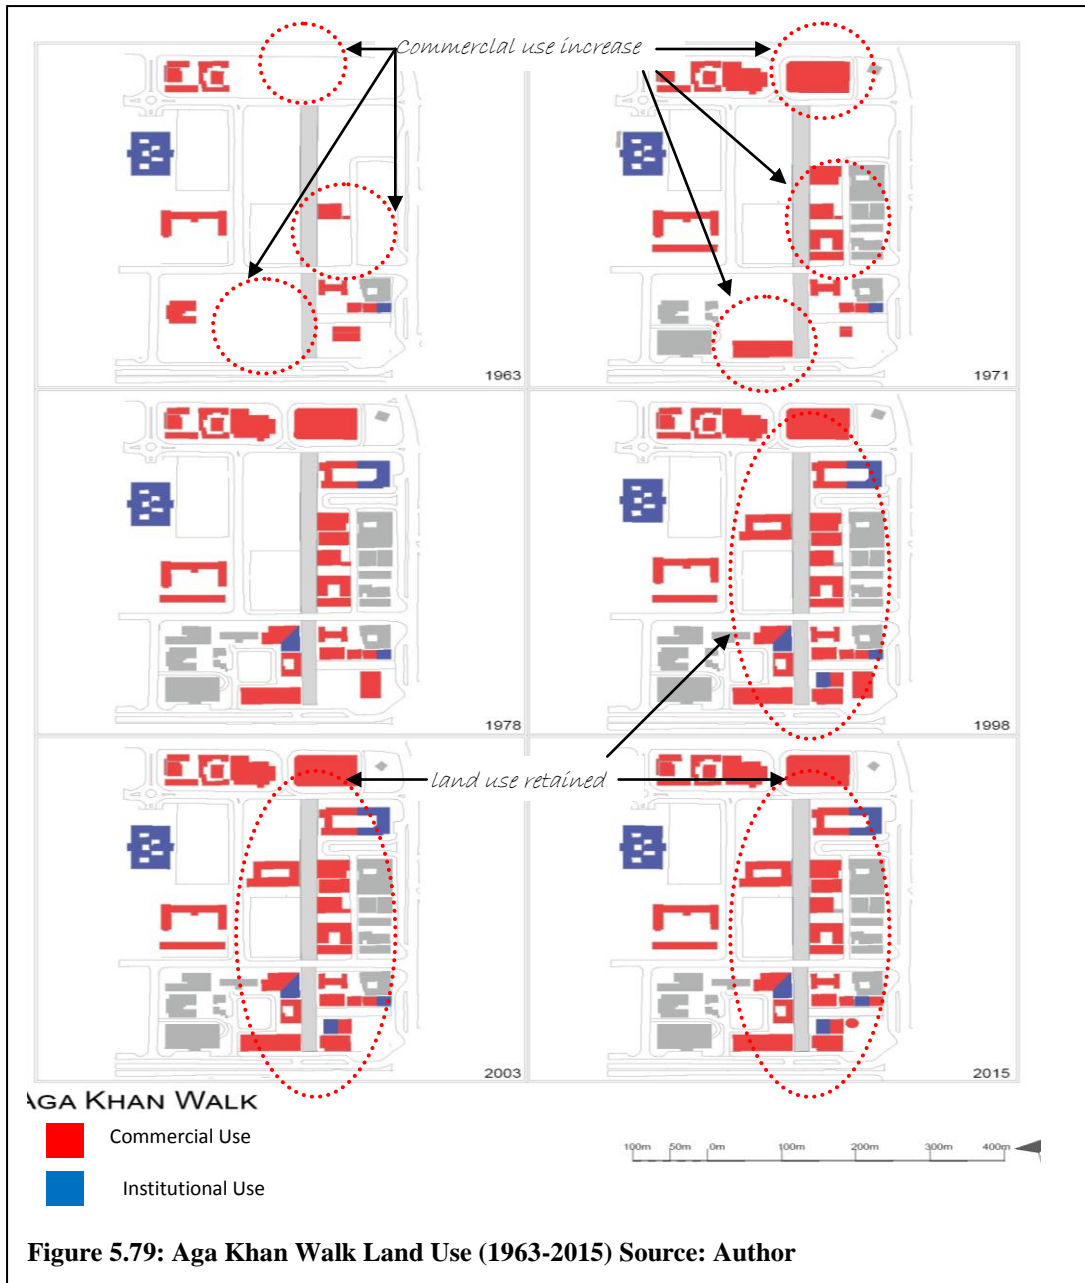 Commercial use increase
1963
1971
1978
1998
land use retained
2003
2015
AGA KHAN WALK
Commercial Use
Institutional Use
100m 50m 0m 100m 200m 300m 400m
Figure 5.79: Aga Khan Walk Land Use (1963-2015) Source: Author